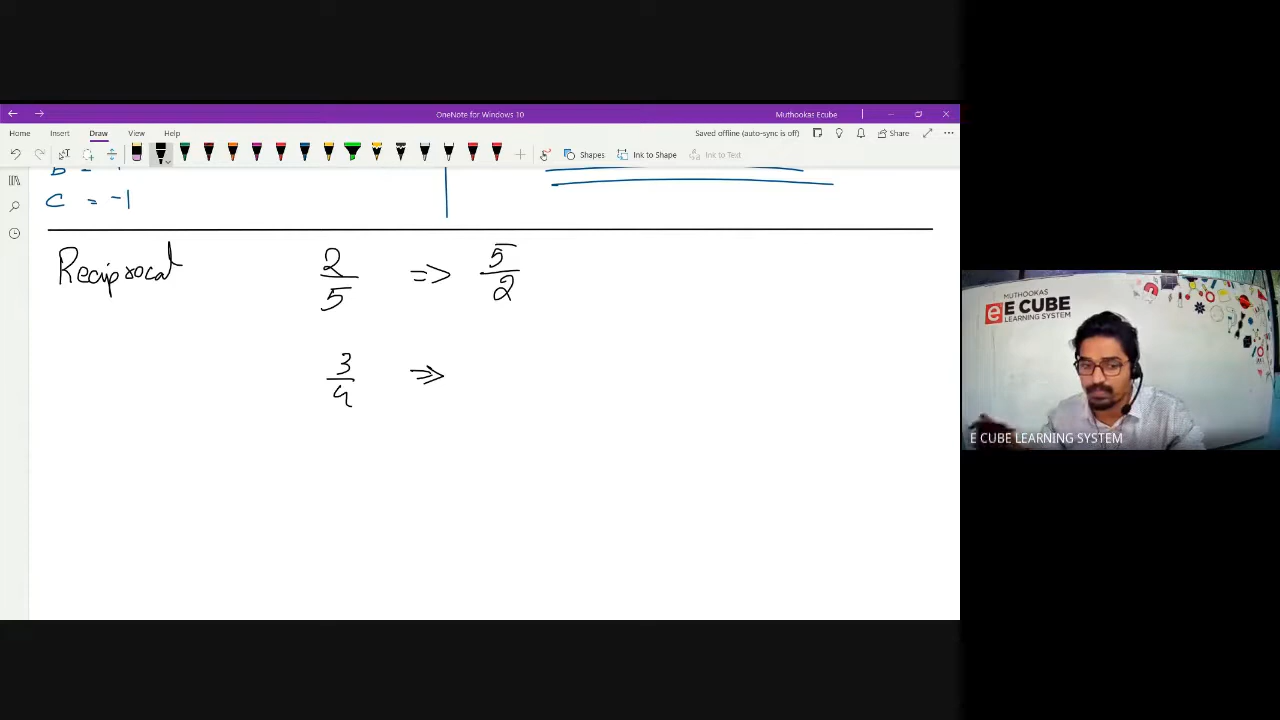 OneNote for Windows 10
Muthookas Ecube
Home Insert Draw View Help
Saved offline (auto-sync is off)
Share
Shapes
Ink to Shape
Ink to Text
c = -1
Reciprocal 2/5 => 5/2
3/4 =>
MUTHOOKAS
e E CUBE
LEARNING SYSTEM
E CUBE LEARNING SYSTEM